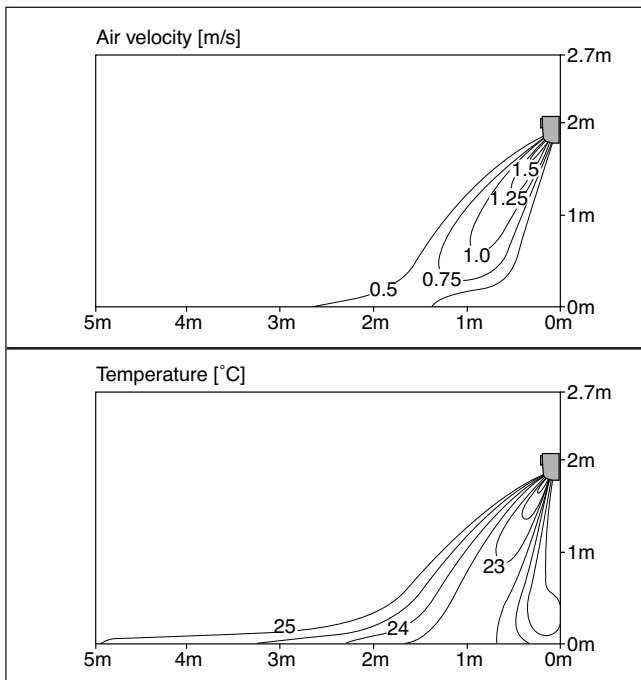 Air velocity [m/s]
2.7m
2m
1.5
1.25
1m
1.0
0.75
0.5
0m
5m 4m 3m 2m 1m 0m
Temperature [˚C]
2.7m
2m
1m
23
25 24
0m
5m 4m 3m 2m 1m 0m